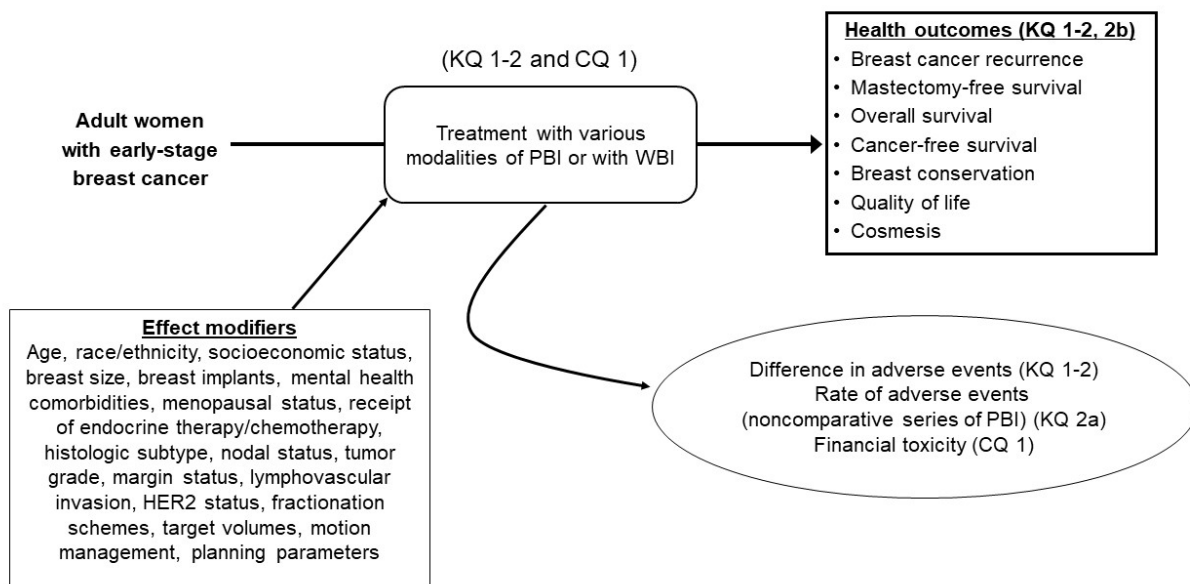 (KQ 1-2 and CQ 1)
Adult women
with early-stage
breast cancer
Treatment with various
modalities of PBI or with WBI
Health outcomes (KQ 1-2, 2b)
• Breast cancer recurrence
• Mastectomy-free survival
• Overall survival
• Cancer-free survival
• Breast conservation
• Quality of life
• Cosmesis
Effect modifiers
Age, race/ethnicity, socioeconomic status,
breast size, breast implants, mental health
comorbidities, menopausal status, receipt
of endocrine therapy/chemotherapy,
histologic subtype, nodal status, tumor
grade, margin status, lymphovascular
invasion, HER2 status, fractionation
schemes, target volumes, motion
management, planning parameters
Difference in adverse events (KQ 1-2)
Rate of adverse events
(noncomparative series of PBI) (KQ 2a)
Financial toxicity (CQ 1)